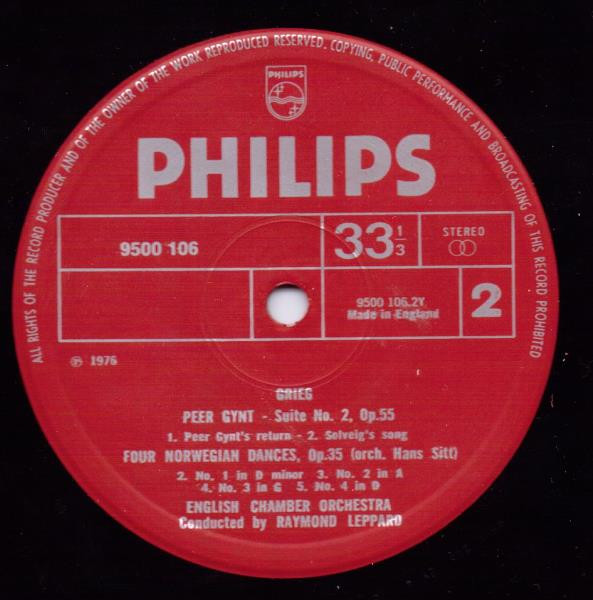 ALL RIGHTS OF THE RECORD PRODUCER AND OF THE OWNER OF THE WORK REPRODUCED RESERVED. COPYING, PUBLIC PERFORMANCE AND BROADCASTING OF THIS RECORD PROHIBITED
PHILIPS
PHILIPS
9500 106
33 1/3
STEREO
9500 106.2Y
Made in England
2
℗ 1976
GRIEG
PEER GYNT - Suite No. 2, Op.55
1. Peer Gynt's return - 2. Solveig's song
FOUR NORWEGIAN DANCES, Op.35 (orch. Hans Sitt)
2. No. 1 in D minor 3. No. 2 in A
4. No. 3 in G 5. No. 4 in D
ENGLISH CHAMBER ORCHESTRA
Conducted by RAYMOND LEPPARD